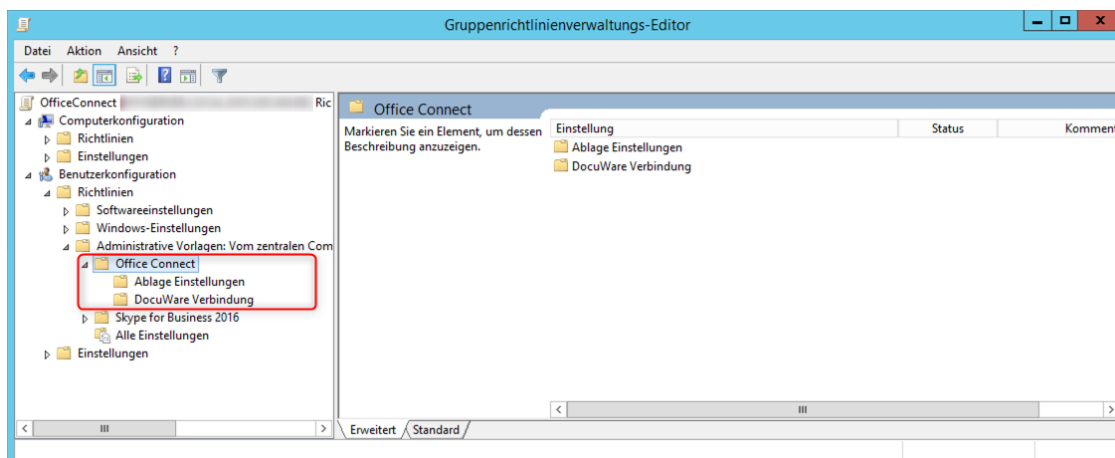 Gruppenrichtlinienverwaltungs-Editor
Datei Aktion Ansicht ?
OfficeConnect Ric
Computerkonfiguration
Richtlinien
Einstellungen
Benutzerkonfiguration
Richtlinien
Softwareeinstellungen
Windows-Einstellungen
Administrative Vorlagen: Vom zentralen Com
Office Connect
Ablage Einstellungen
DocuWare Verbindung
Skype for Business 2016
Alle Einstellungen
Einstellungen
Office Connect
Markieren Sie ein Element, um dessen
Beschreibung anzuzeigen.
Einstellung Status Kommen
Ablage Einstellungen
DocuWare Verbindung
Erweitert Standard